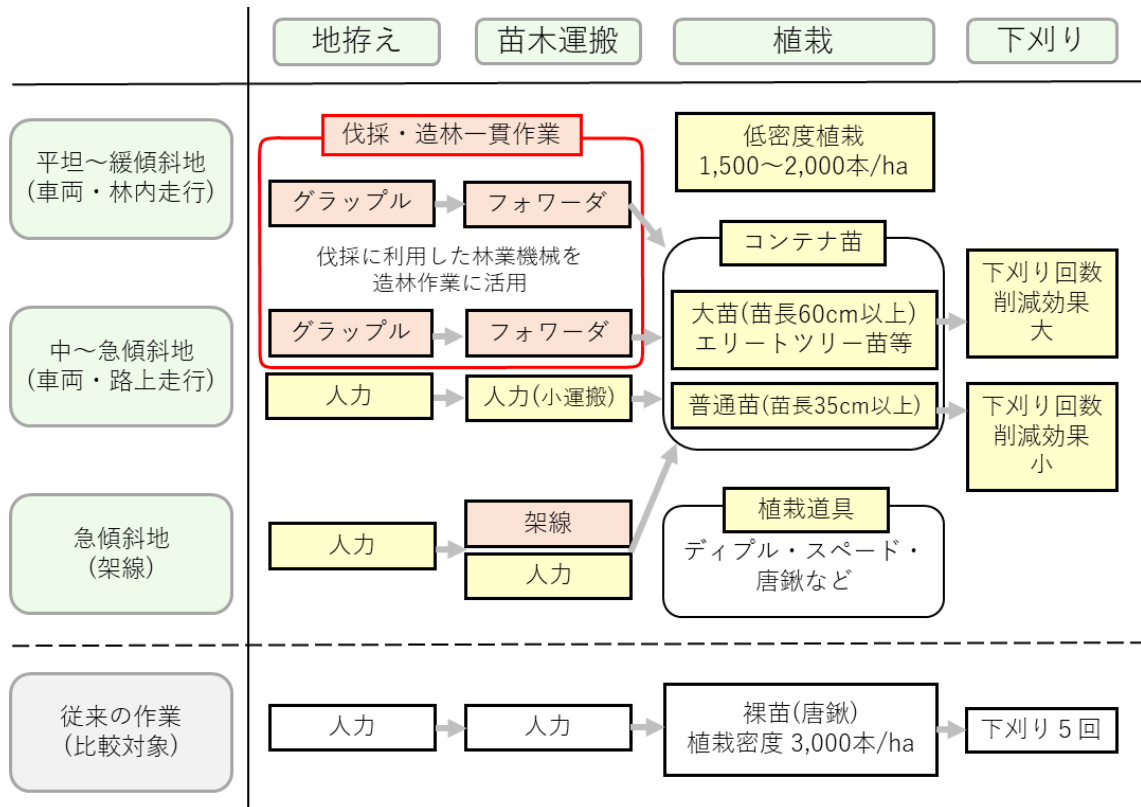 地拵え
苗木運搬
植栽
下刈り
平坦～緩傾斜地
(車両・林内走行)
伐採・造林一貫作業
グラップル
フォワーダ
伐採に利用した林業機械を
造林作業に活用
低密度植栽
1,500～2,000本/ha
コンテナ苗
中～急傾斜地
(車両・路上走行)
グラップル
フォワーダ
大苗(苗長60cm以上)
エリートツリー苗等
下刈り回数
削減効果
大
人力
人力(小運搬)
普通苗(苗長35cm以上)
下刈り回数
削減効果
小
急傾斜地
(架線)
人力
架線
人力
植栽道具
ディブル・スペード・
唐鍬など
従来の作業
(比較対象)
人力
人力
裸苗(唐鍬)
植栽密度 3,000本/ha
下刈り５回